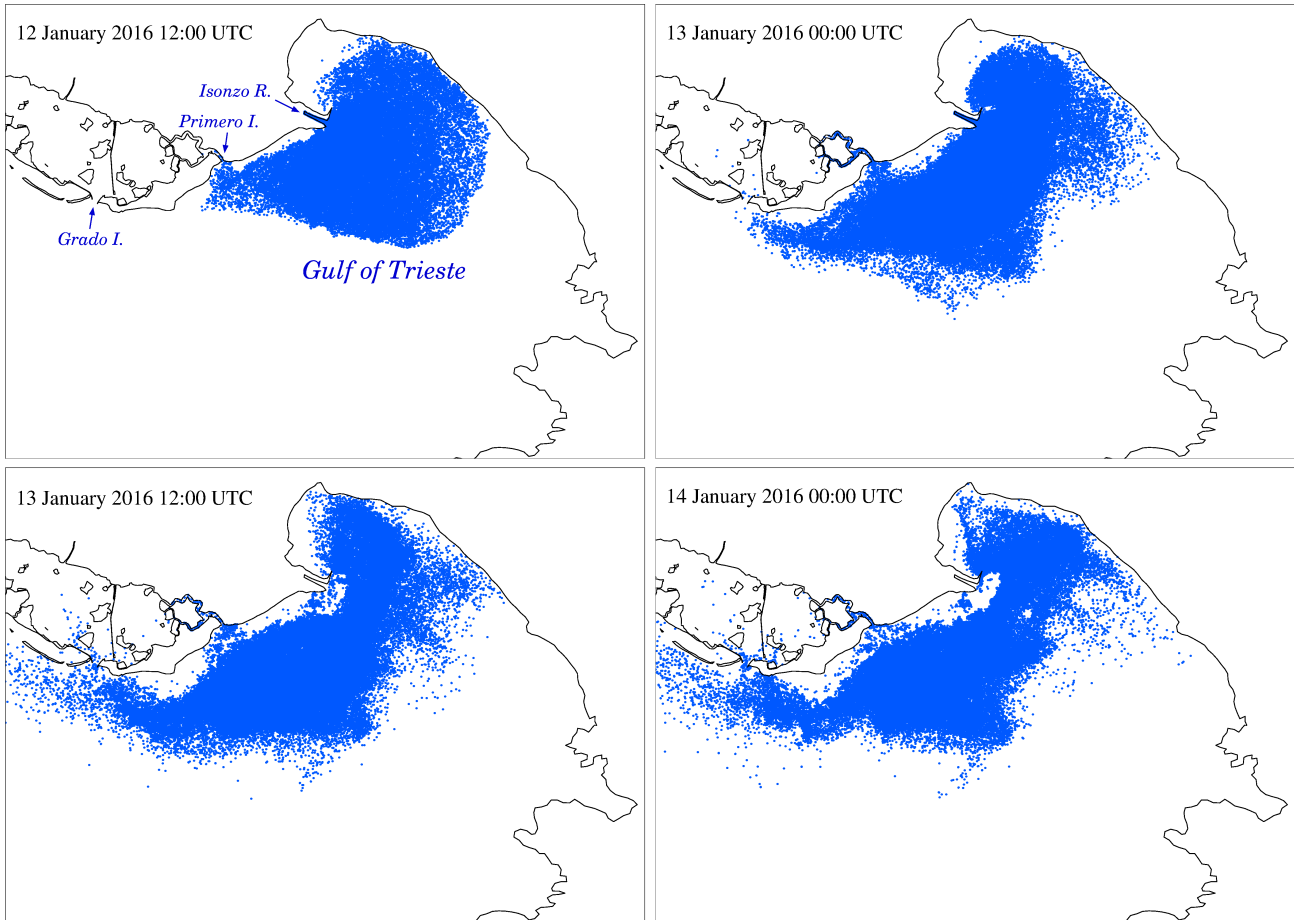 12 January 2016 12:00 UTC
Isonzo R.
Primero I.
Grado I.
Gulf of Trieste
13 January 2016 00:00 UTC
13 January 2016 12:00 UTC
14 January 2016 00:00 UTC